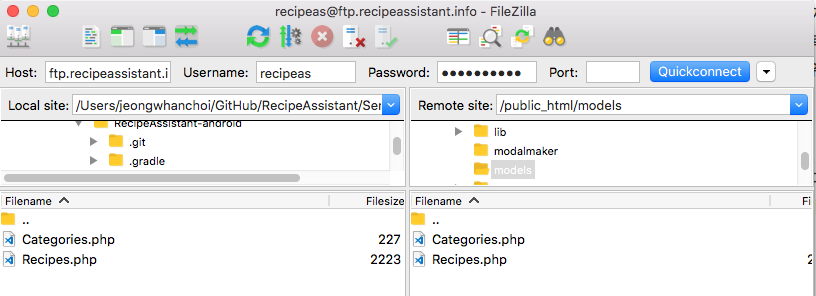 recipeas@ftp.recipeassistant.info - FileZilla
Host: ftp.recipeassistant.i Username: recipeas Password: ●●●●●●●●●● Port: Quickconnect
Local site: /Users/jeongwhanchoi/GitHub/RecipeAssistant/Ser Remote site: /public_html/models
RecipeAssistant-android
.git
.gradle
lib
modalmaker
models
Filename Filesize
..
Categories.php 227
Recipes.php 2223
Filename Fi
..
Categories.php
Recipes.php 2